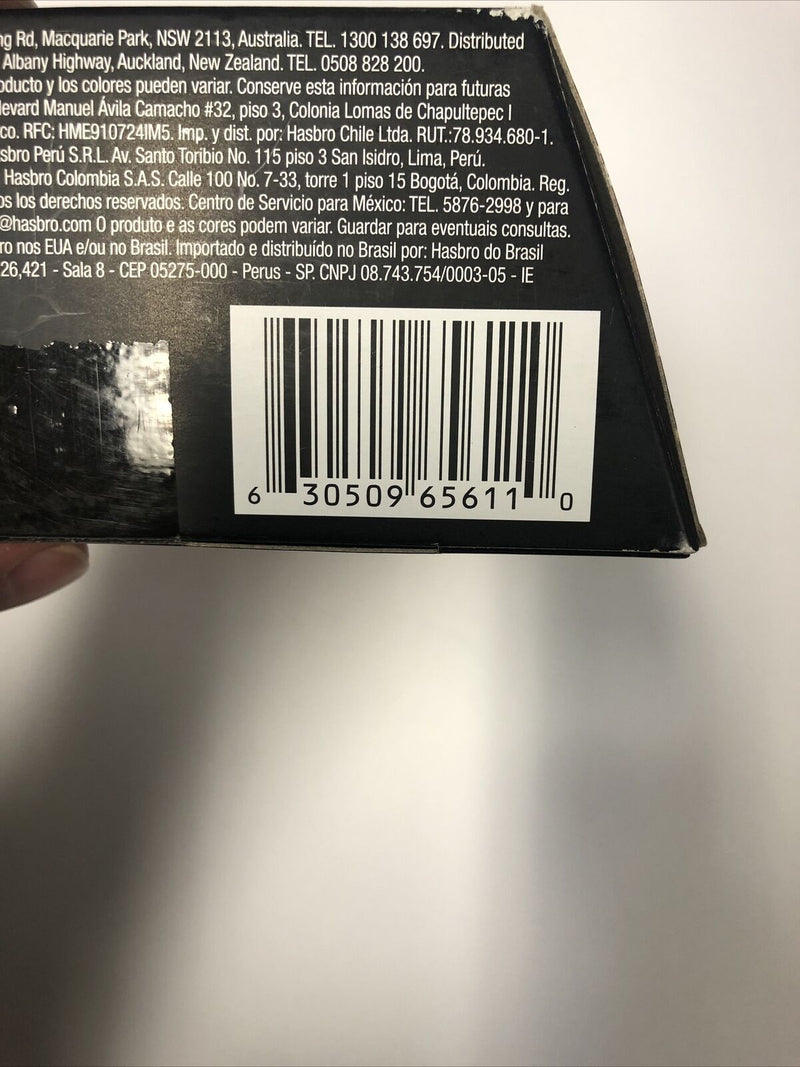 ng Rd, Macquarie Park, NSW 2113, Australia. TEL. 1300 138 697. Distributed
Albany Highway, Auckland, New Zealand. TEL. 0508 828 200.
oducto y los colores pueden variar. Conserve esta información para futuras
levard Manuel Ávila Camacho #32, piso 3, Colonia Lomas de Chapultepec I
co. RFC: HME910724IM5. Imp. y dist. por: Hasbro Chile Ltda. RUT.:78.934.680-1.
sbro Perú S.R.L. Av. Santo Toribio No. 115 piso 3 San Isidro, Lima, Perú.
Hasbro Colombia S.A.S. Calle 100 No. 7-33, torre 1 piso 15 Bogotá, Colombia. Reg.
os los derechos reservados. Centro de Servicio para México: TEL. 5876-2998 y para
@hasbro.com O produto e as cores podem variar. Guardar para eventuais consultas.
ro nos EUA e/ou no Brasil. Importado e distribuído no Brasil por: Hasbro do Brasil
26,421 - Sala 8 - CEP 05275-000 - Perus - SP. CNPJ 08.743.754/0003-05 - IE
6 30509 65611 0